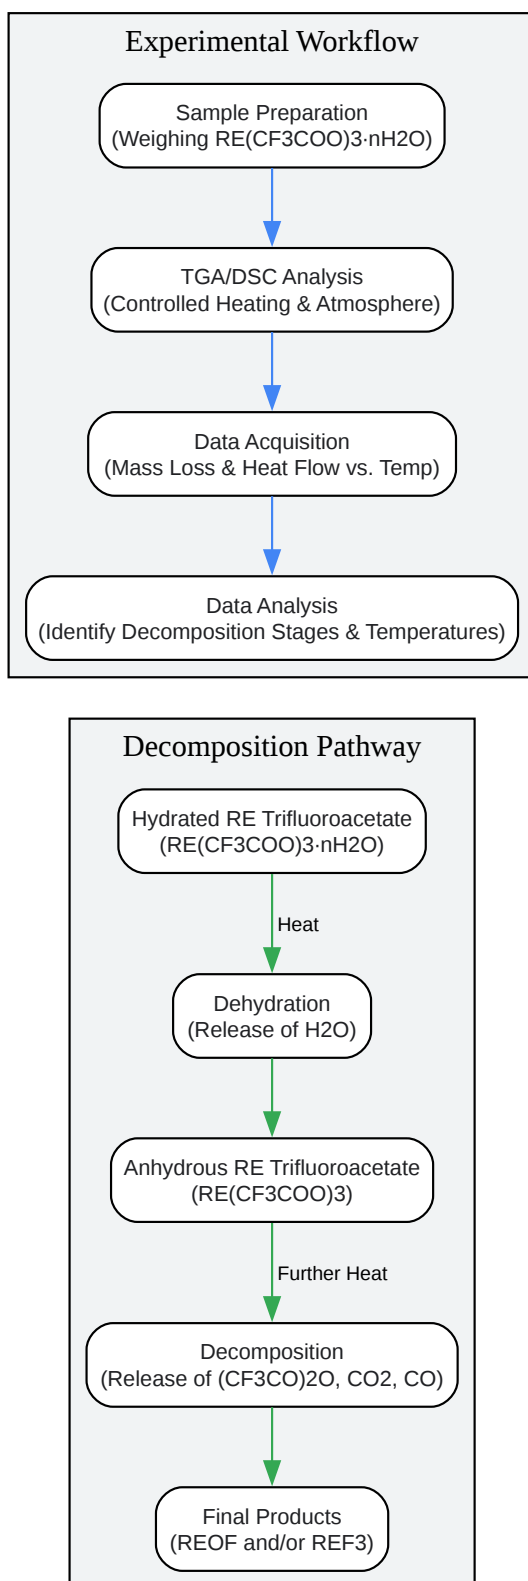 Experimental Workflow
Sample Preparation
(Weighing RE(CF3COO)3·nH2O)
TGA/DSC Analysis
(Controlled Heating & Atmosphere)
Data Acquisition
(Mass Loss & Heat Flow vs. Temp)
Data Analysis
(Identify Decomposition Stages & Temperatures)
Decomposition Pathway
Hydrated RE Trifluoroacetate
(RE(CF3COO)3·nH2O)
Heat
Dehydration
(Release of H2O)
Anhydrous RE Trifluoroacetate
(RE(CF3COO)3)
Further Heat
Decomposition
(Release of (CF3CO)2O, CO2, CO)
Final Products
(REOF and/or REF3)